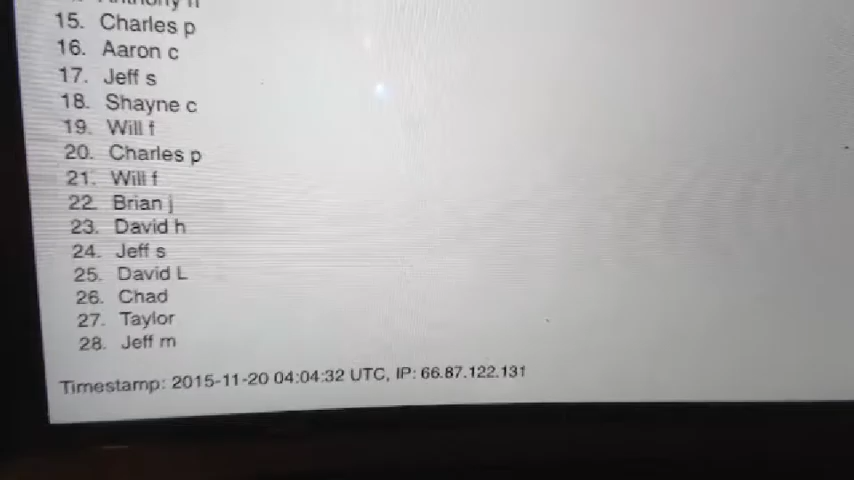 15. Charles p
16. Aaron c
17. Jeff s
18. Shayne c
19. Will f
20. Charles p
21. Will f
22. Brian j
23. David h
24. Jeff s
25. David L
26. Chad
27. Taylor
28. Jeff m
Timestamp: 2015-11-20 04:04:32 UTC, IP: 66.87.122.131